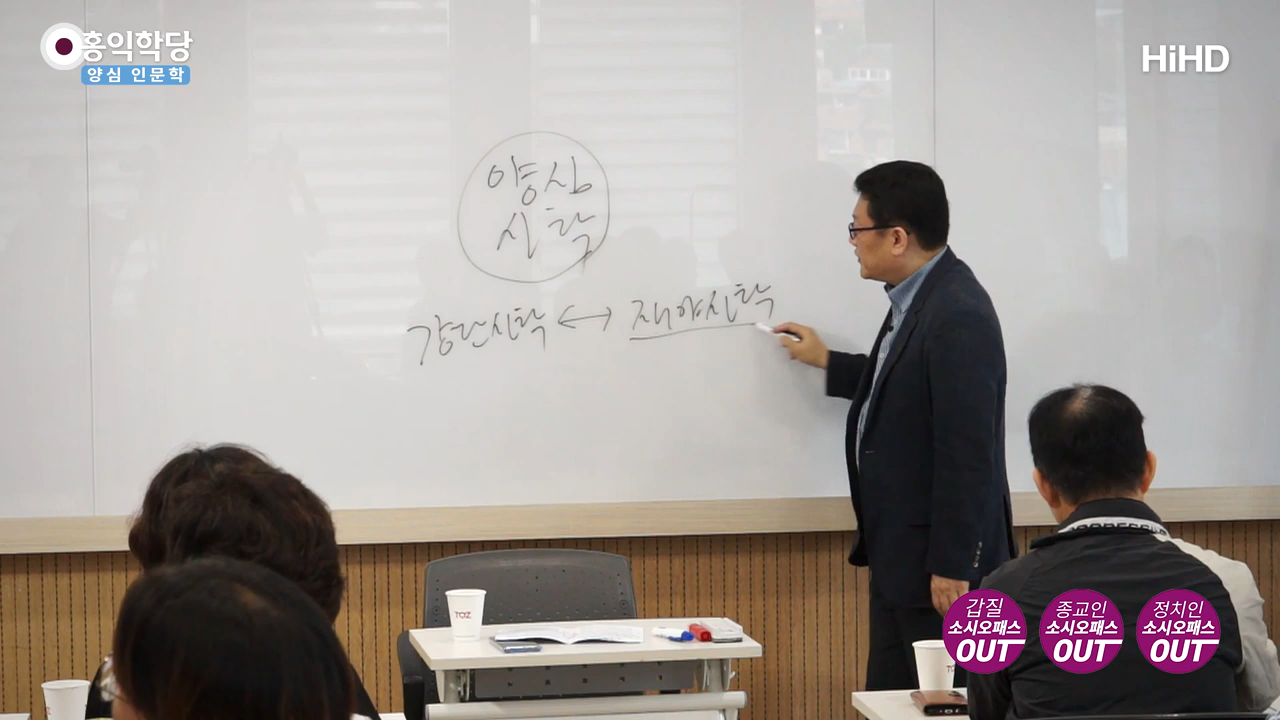 홍익학당
양심 인문학
HiHD
양심
신학
강단신학 ↔ 재야신학
TOZ
갑질
소시오패스
OUT
종교인
소시오패스
OUT
정치인
소시오패스
OUT